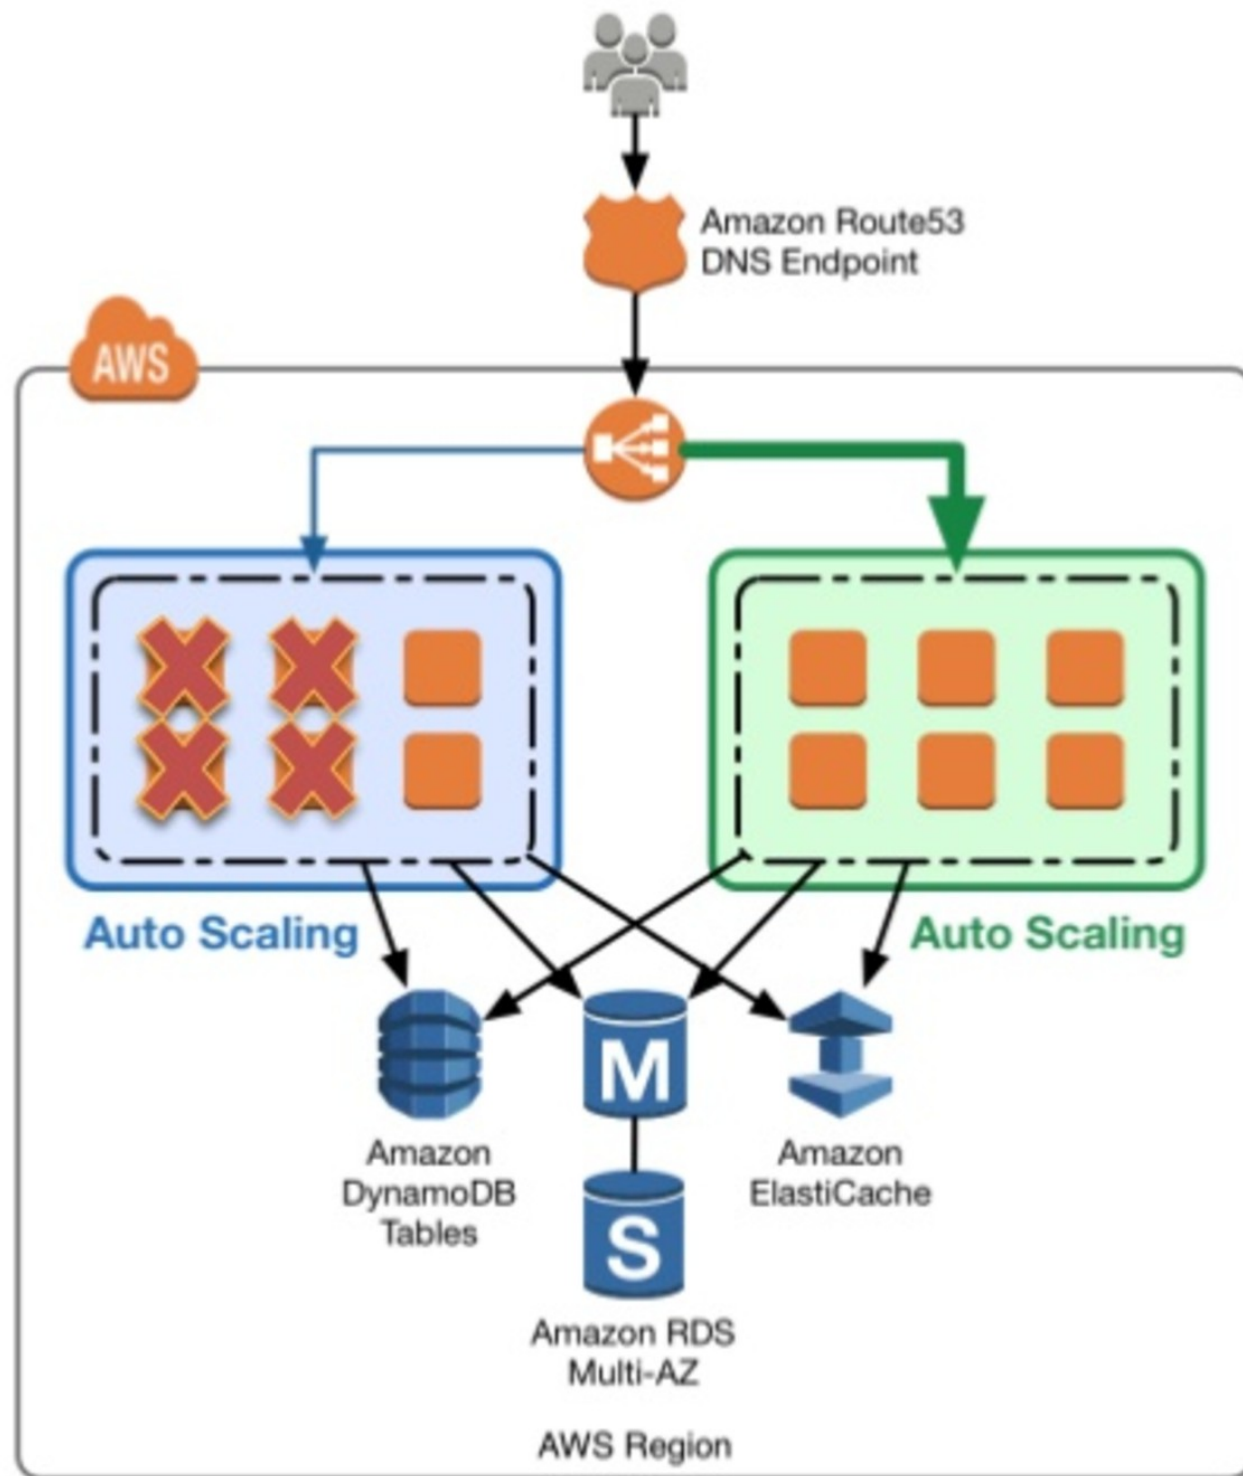 Amazon Route53
DNS Endpoint
AWS
Auto Scaling
Auto Scaling
M
Amazon
DynamoDB
Tables
Amazon
ElastiCache
S
Amazon RDS
Multi-AZ
AWS Region